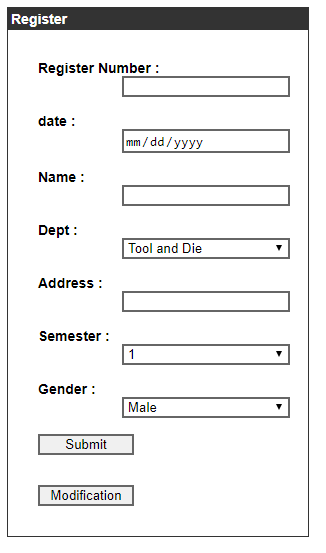 Register
Register Number :
date :
mm/dd/yyyy
Name :
Dept :
Tool and Die
Address :
Semester :
1
Gender :
Male
Submit
Modification